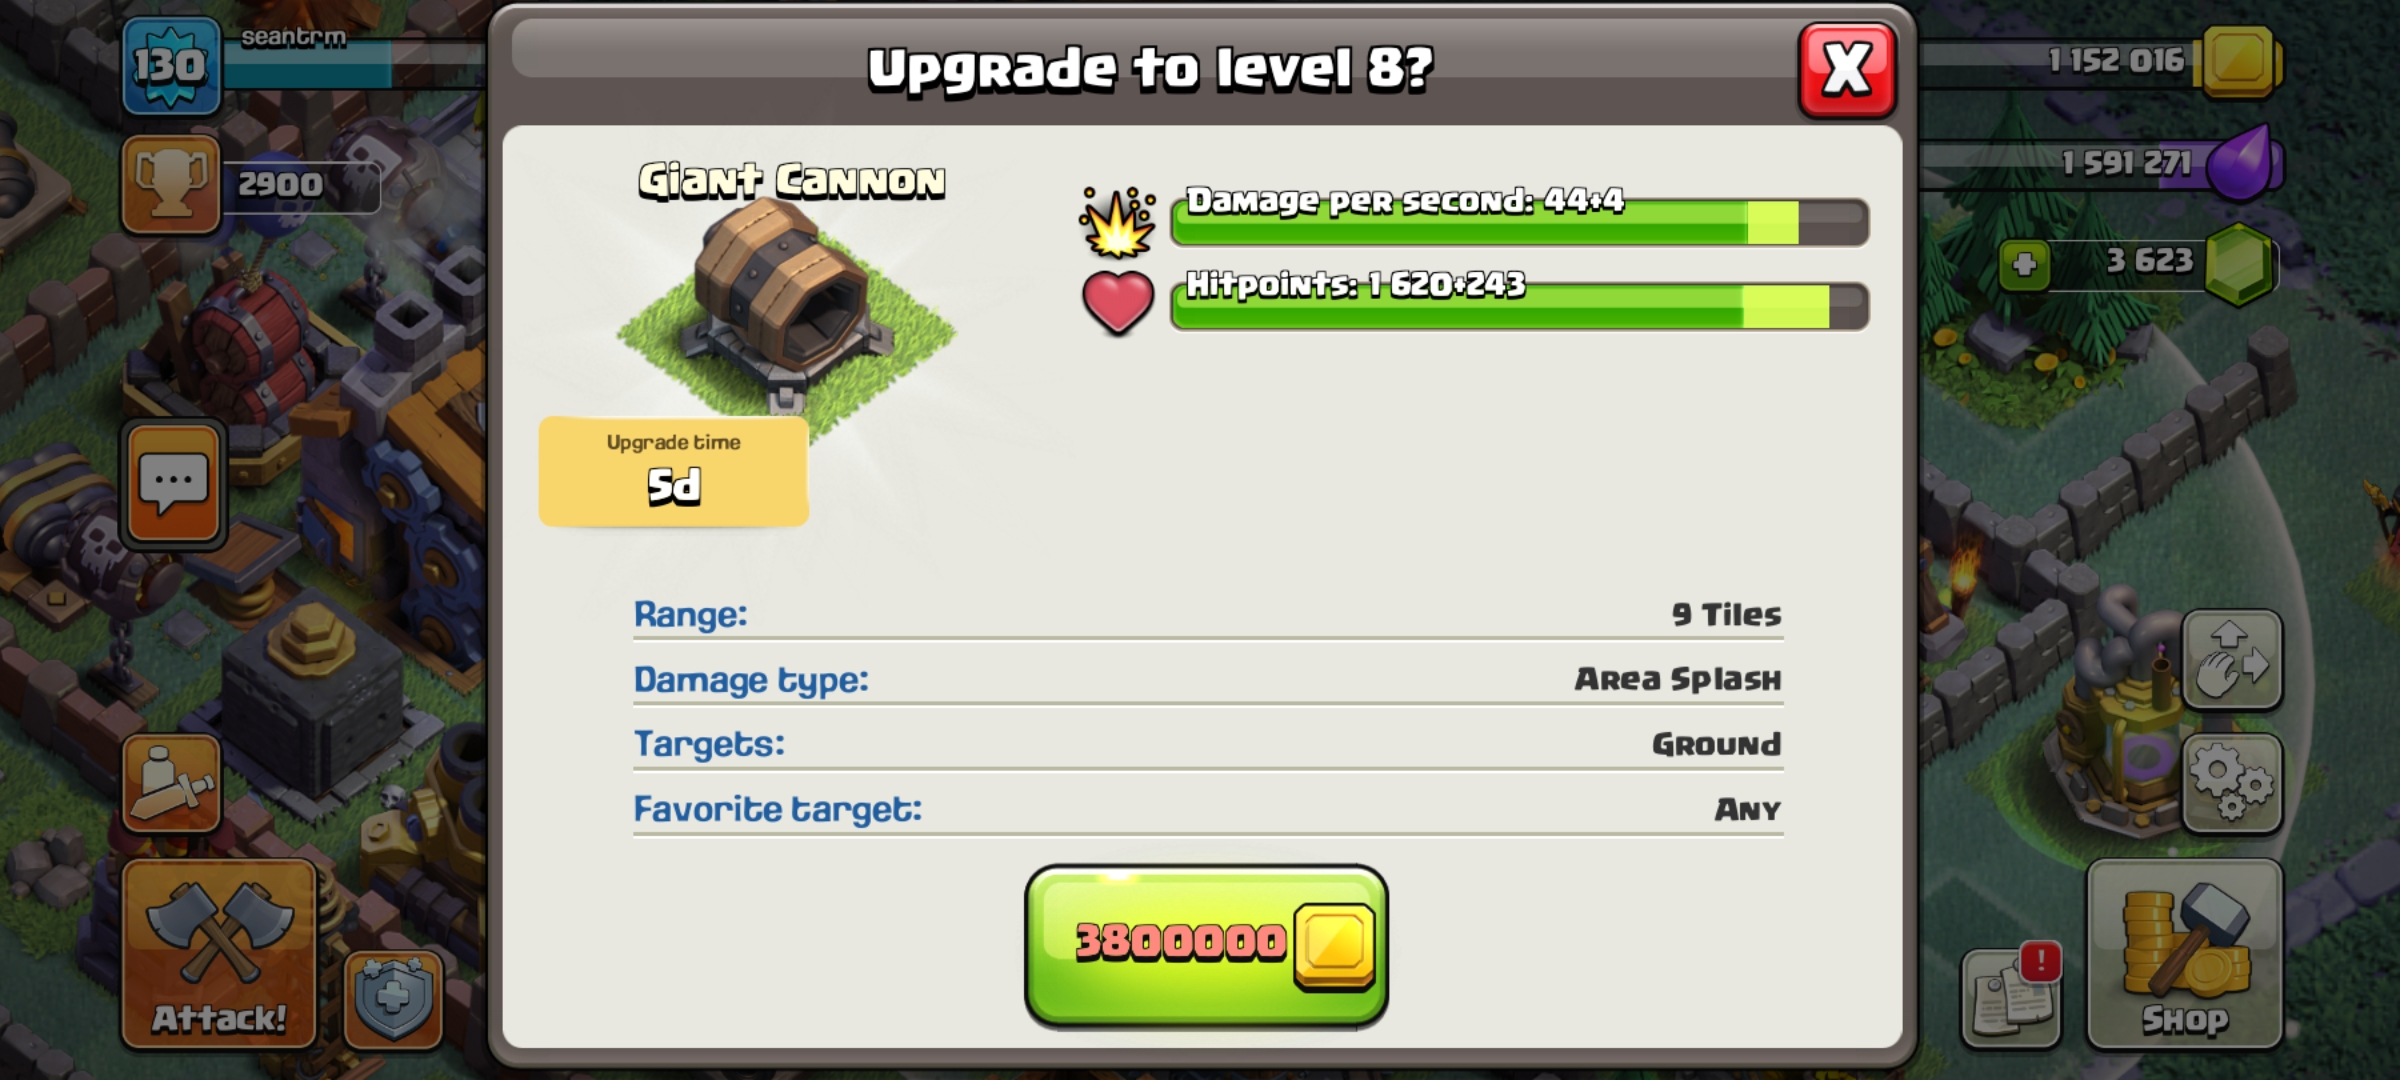 130
seantrm
2900
Upgrade to level 8?
X
1 152 016
1 591 271
3 623
Giant Cannon
Damage per second: 44+4
Hitpoints: 1 620+243
Upgrade time
5d
Range: 9 Tiles
Damage type: Area Splash
Targets: Ground
Favorite target: Any
3800000
Attack!
!
Shop